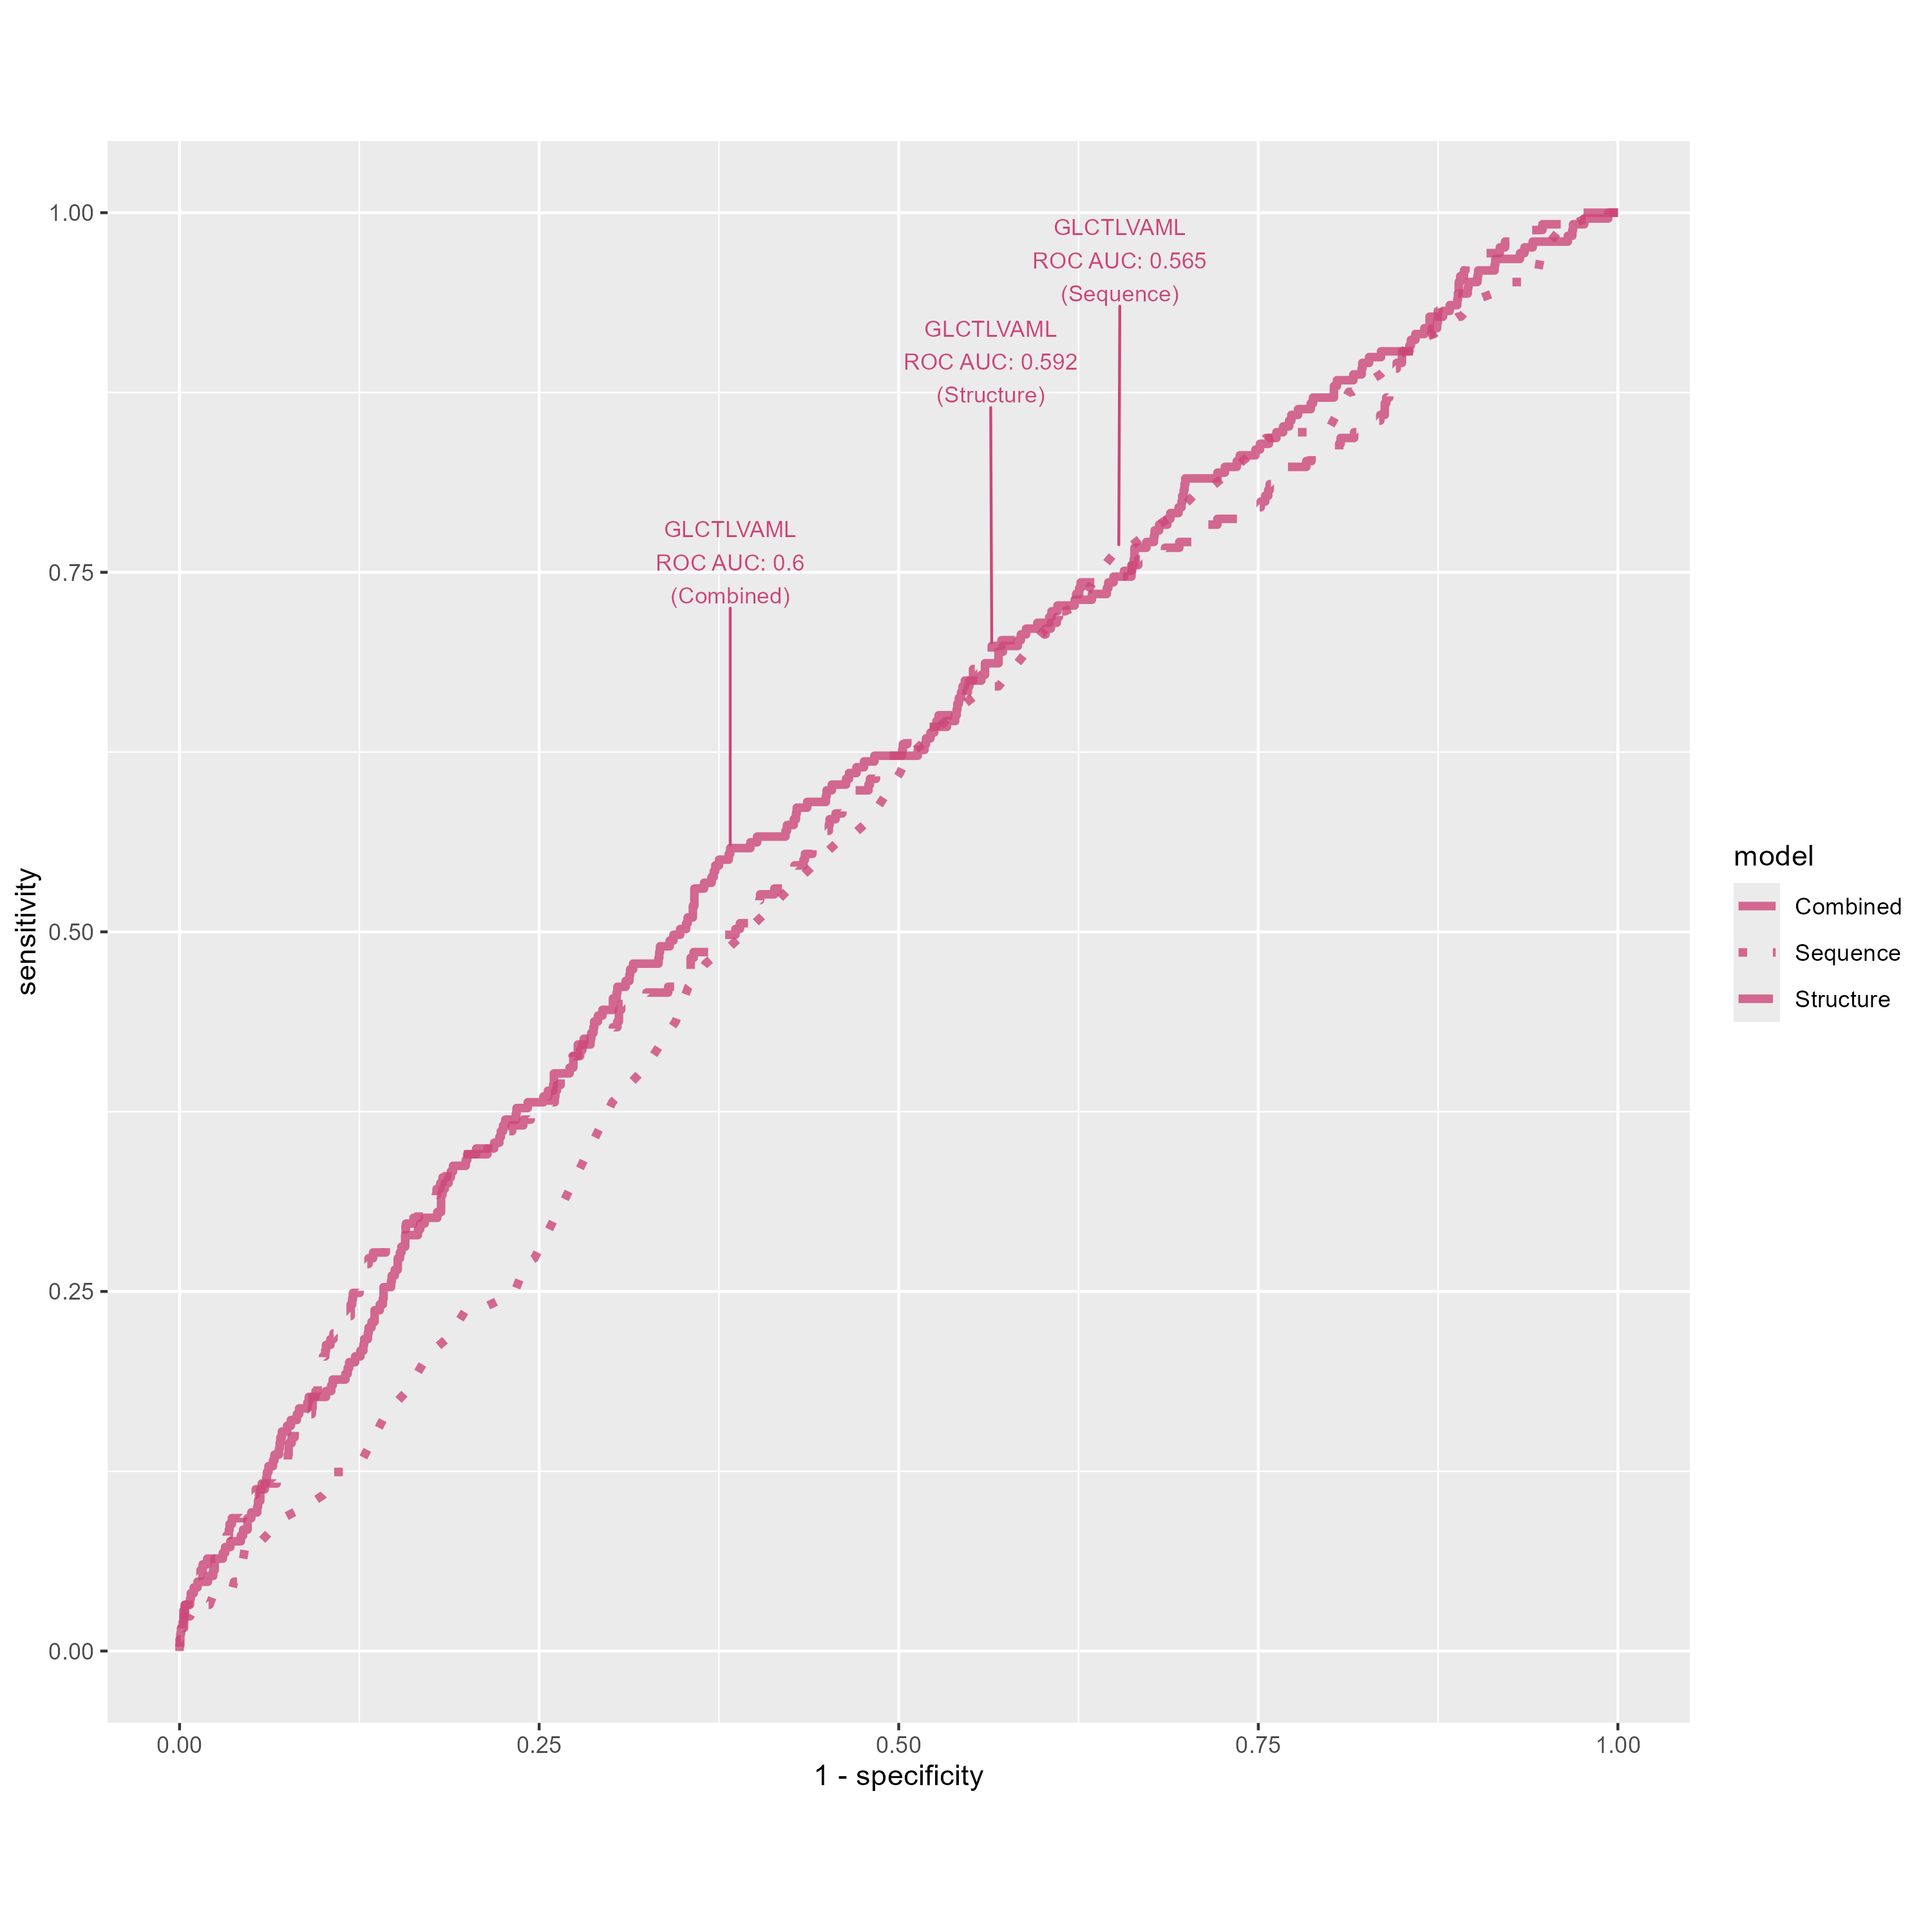 GLCTLVAML
ROC AUC: 0.565
(Sequence)
GLCTLVAML
ROC AUC: 0.592
(Structure)
GLCTLVAML
ROC AUC: 0.6
(Combined)
1.00
0.75
0.50
0.25
0.00
sensitivity
0.00
0.25
0.50
0.75
1.00
1 - specificity
model
Combined
Sequence
Structure